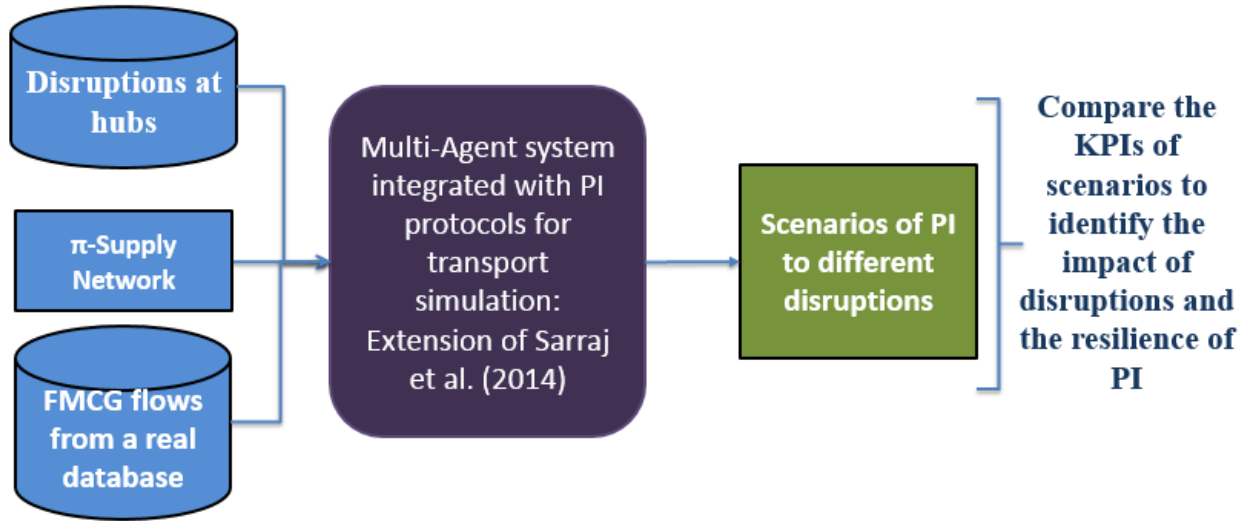 Disruptions at
hubs
π-Supply
Network
FMCG flows
from a real
database
Multi-Agent system
integrated with PI
protocols for
transport
simulation:
Extension of Sarraj
et al. (2014)
Scenarios of PI
to different
disruptions
Compare the
KPIs of
scenarios to
identify the
impact of
disruptions and
the resilience of
PI